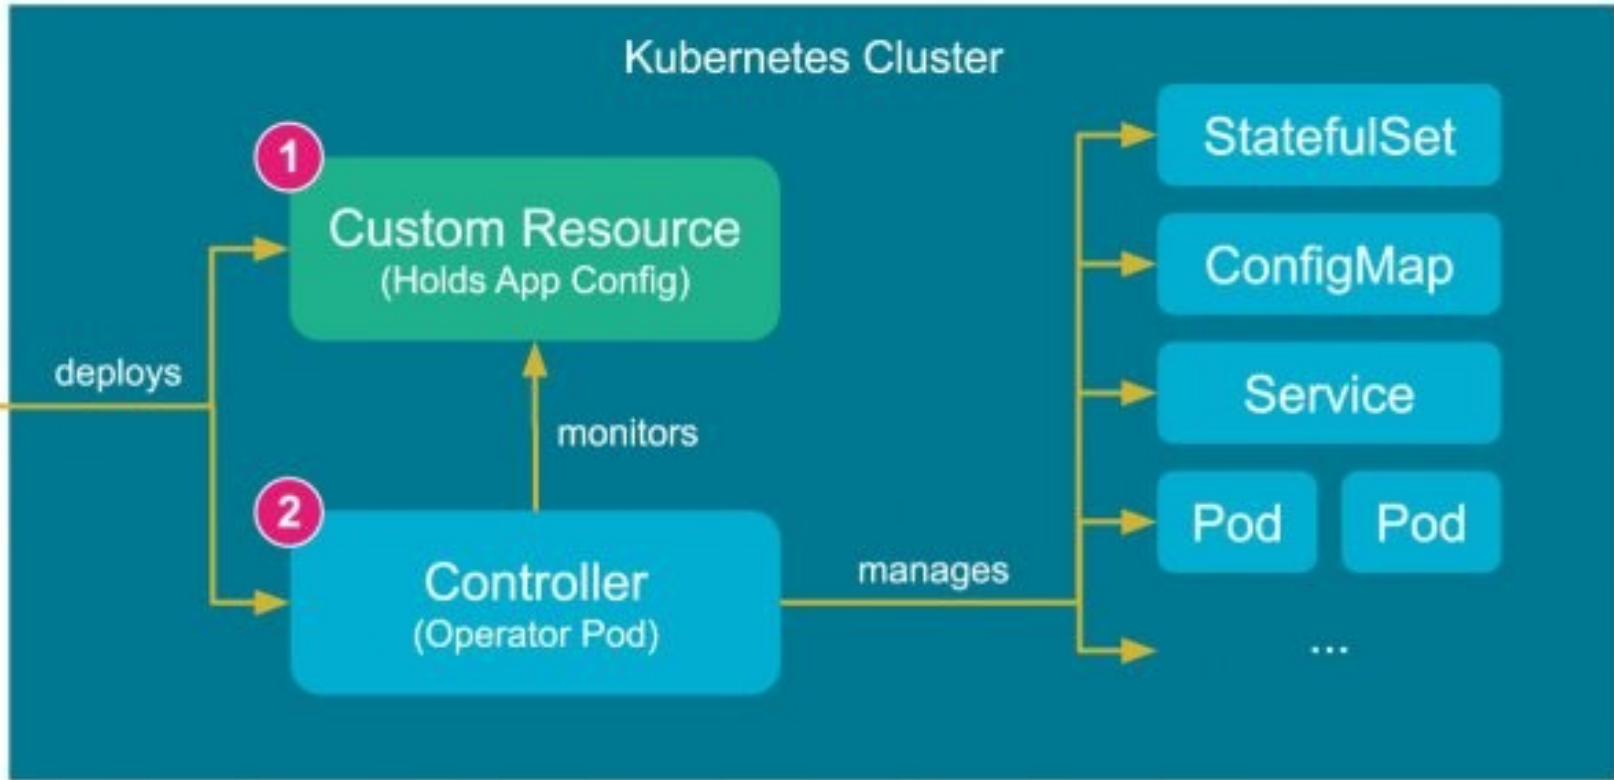 Kubernetes Cluster
1
Custom Resource
(Holds App Config)
deploys
monitors
2
Controller
(Operator Pod)
manages
StatefulSet
ConfigMap
Service
Pod Pod
...